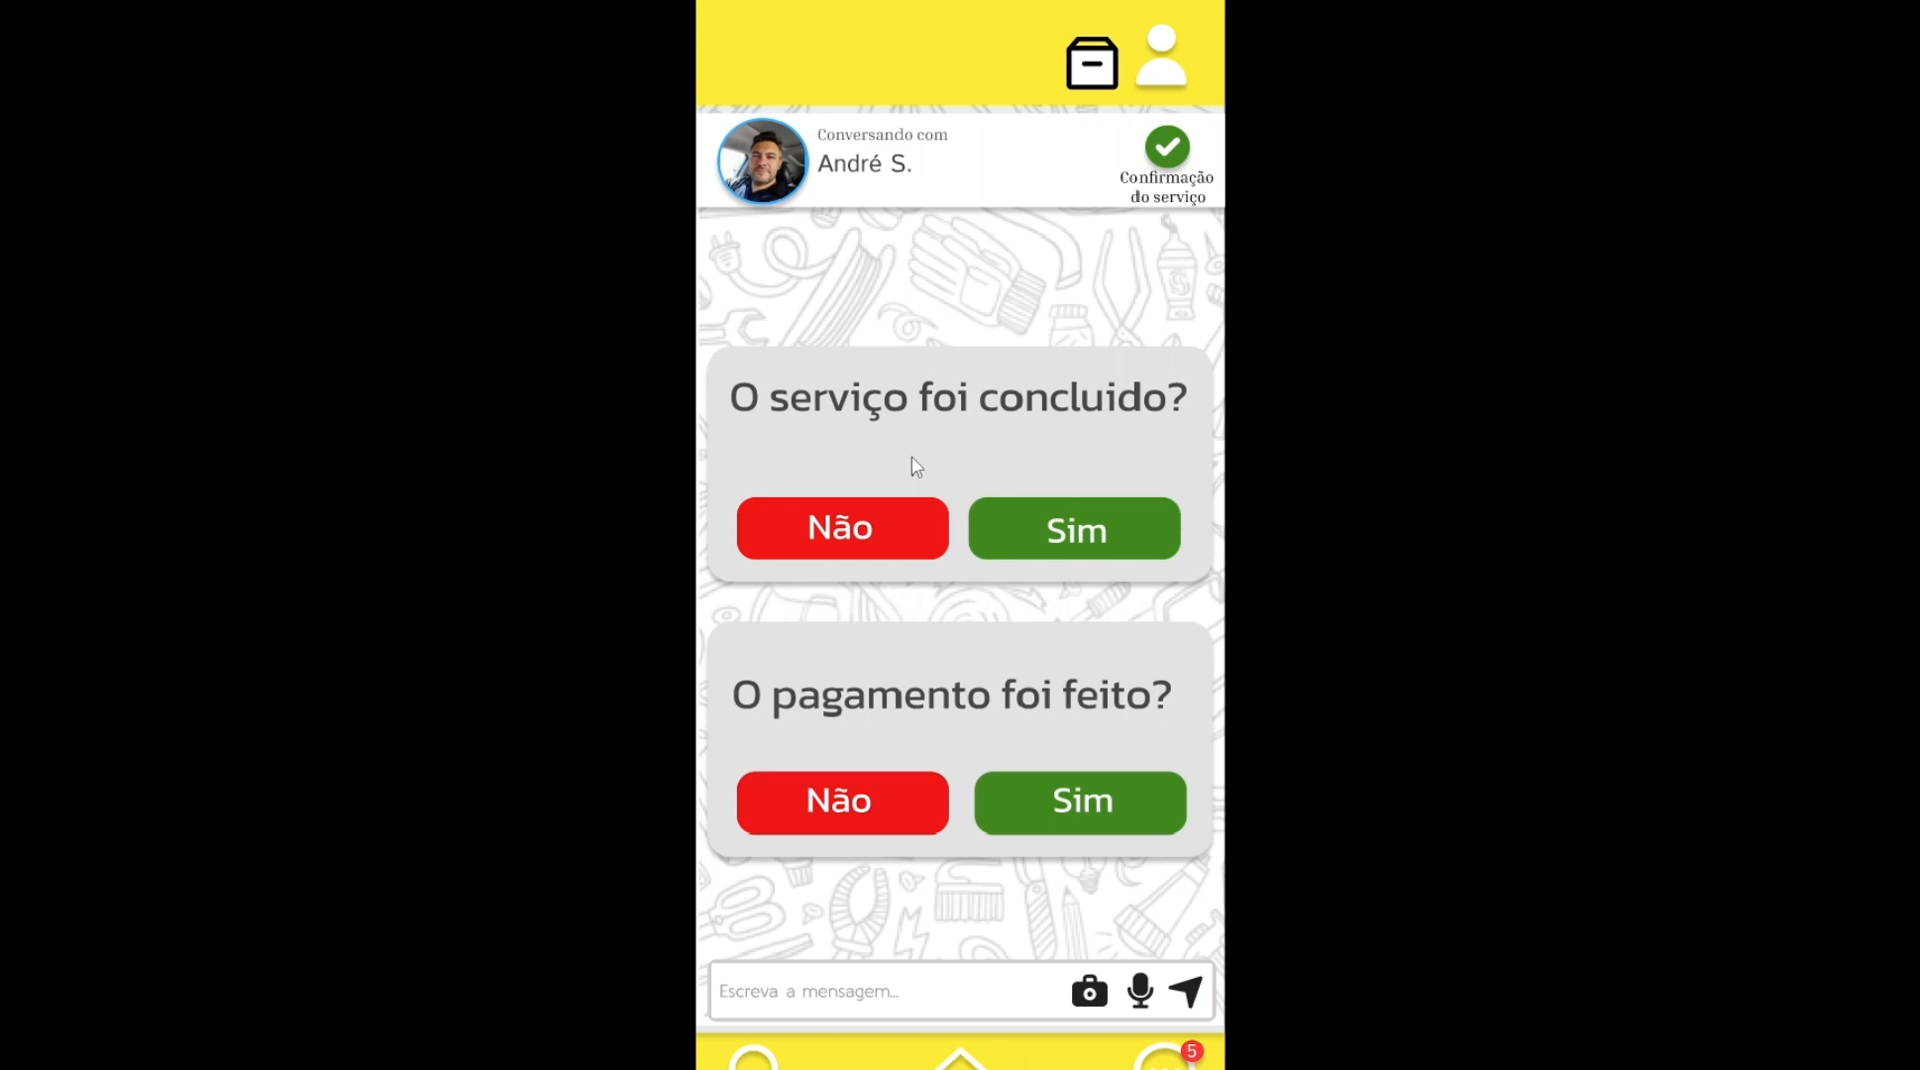 Conversando com
André S.
Confirmação
do serviço
O serviço foi concluido?
Não
Sim
O pagamento foi feito?
Não
Sim
Escreva a mensagem...
5